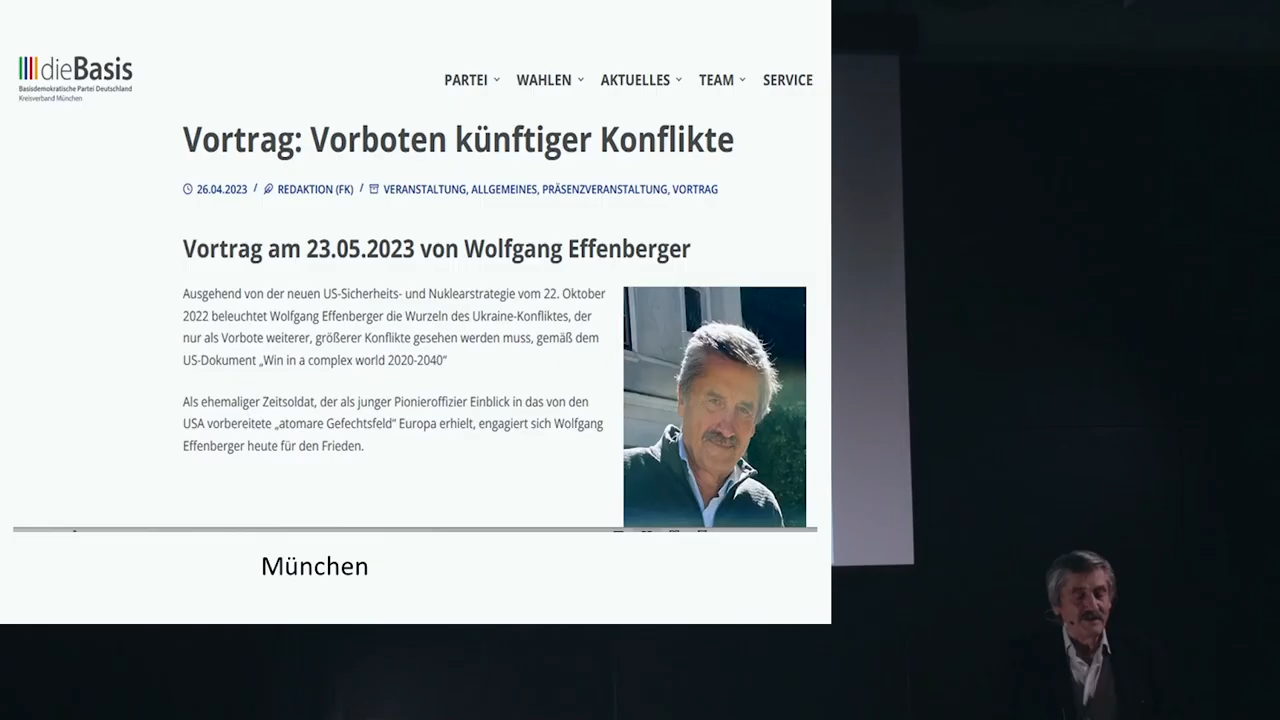 dieBasis
Basisdemokratische Partei Deutschland
Kreisverband München
PARTEI WAHLEN AKTUELLES TEAM SERVICE
Vortrag: Vorboten künftiger Konflikte
26.04.2023 / REDAKTION (FK) / VERANSTALTUNG, ALLGEMEINES, PRÄSENZVERANSTALTUNG, VORTRAG
Vortrag am 23.05.2023 von Wolfgang Effenberger
Ausgehend von der neuen US-Sicherheits- und Nuklearstrategie vom 22. Oktober
2022 beleuchtet Wolfgang Effenberger die Wurzeln des Ukraine-Konfliktes, der
nur als Vorbote weiterer, größerer Konflikte gesehen werden muss, gemäß dem
US-Dokument „Win in a complex world 2020-2040“
Als ehemaliger Zeitsoldat, der als junger Pionieroffizier Einblick in das von den
USA vorbereitete „atomare Gefechtsfeld“ Europa erhielt, engagiert sich Wolfgang
Effenberger heute für den Frieden.
München